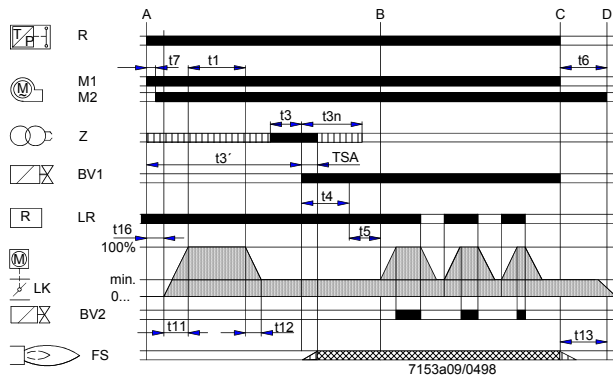 A B C D
T P R
t7 t1 t6
M M1
M2
t3 t3n
Z
t3´ TSA
BV1
t4
R LR
t16 t5
100%
M
min.
LK
0...
BV2
t11 t12 t13
FS
7153a09/0498